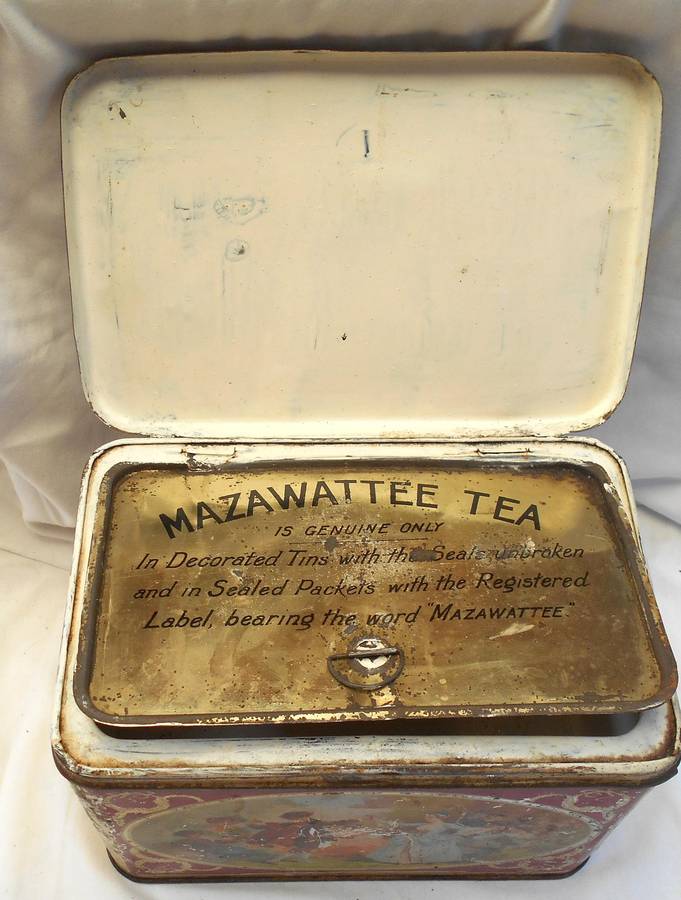 MAZAWATTEE TEA
IS GENUINE ONLY
In Decorated Tins with the Seals unbroken
and in Sealed Packets with the Registered
Label, bearing the word "MAZAWATTEE."